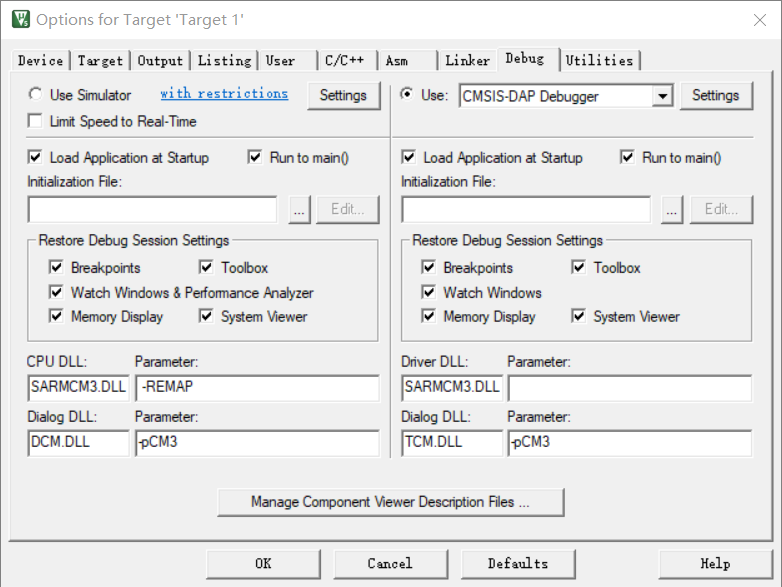 Options for Target 'Target 1'
Device Target Output Listing User C/C++ Asm Linker Debug Utilities
Use Simulator with restrictions Settings
Limit Speed to Real-Time
Load Application at Startup Run to main()
Initialization File:
... Edit...
Restore Debug Session Settings
Breakpoints Toolbox
Watch Windows & Performance Analyzer
Memory Display System Viewer
CPU DLL: Parameter:
SARMCM3.DLL -REMAP
Dialog DLL: Parameter:
DCM.DLL -pCM3
Use: CMSIS-DAP Debugger Settings
Load Application at Startup Run to main()
Initialization File:
... Edit...
Restore Debug Session Settings
Breakpoints Toolbox
Watch Windows
Memory Display System Viewer
Driver DLL: Parameter:
SARMCM3.DLL
Dialog DLL: Parameter:
TCM.DLL -pCM3
Manage Component Viewer Description Files ...
OK Cancel Defaults Help